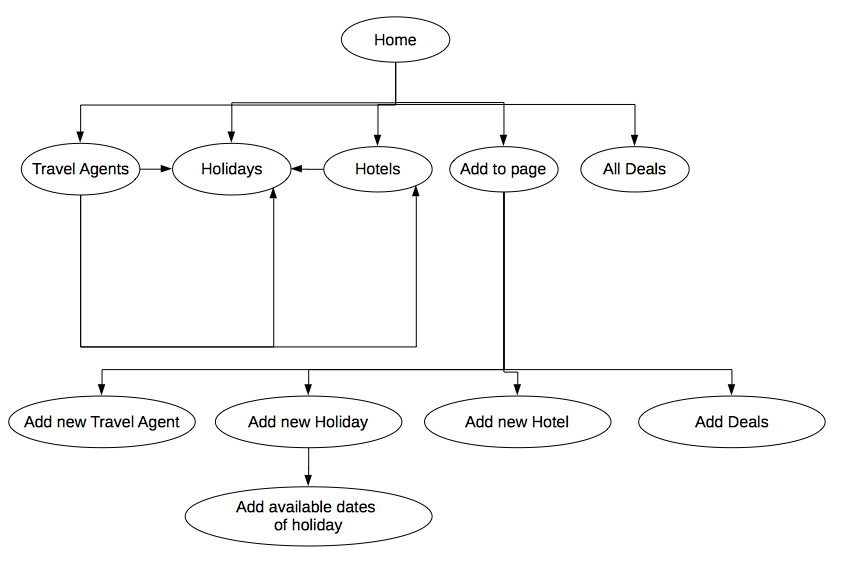 Home
Travel Agents
Holidays
Hotels
Add to page
All Deals
Add new Travel Agent
Add new Holiday
Add new Hotel
Add Deals
Add available dates
of holiday